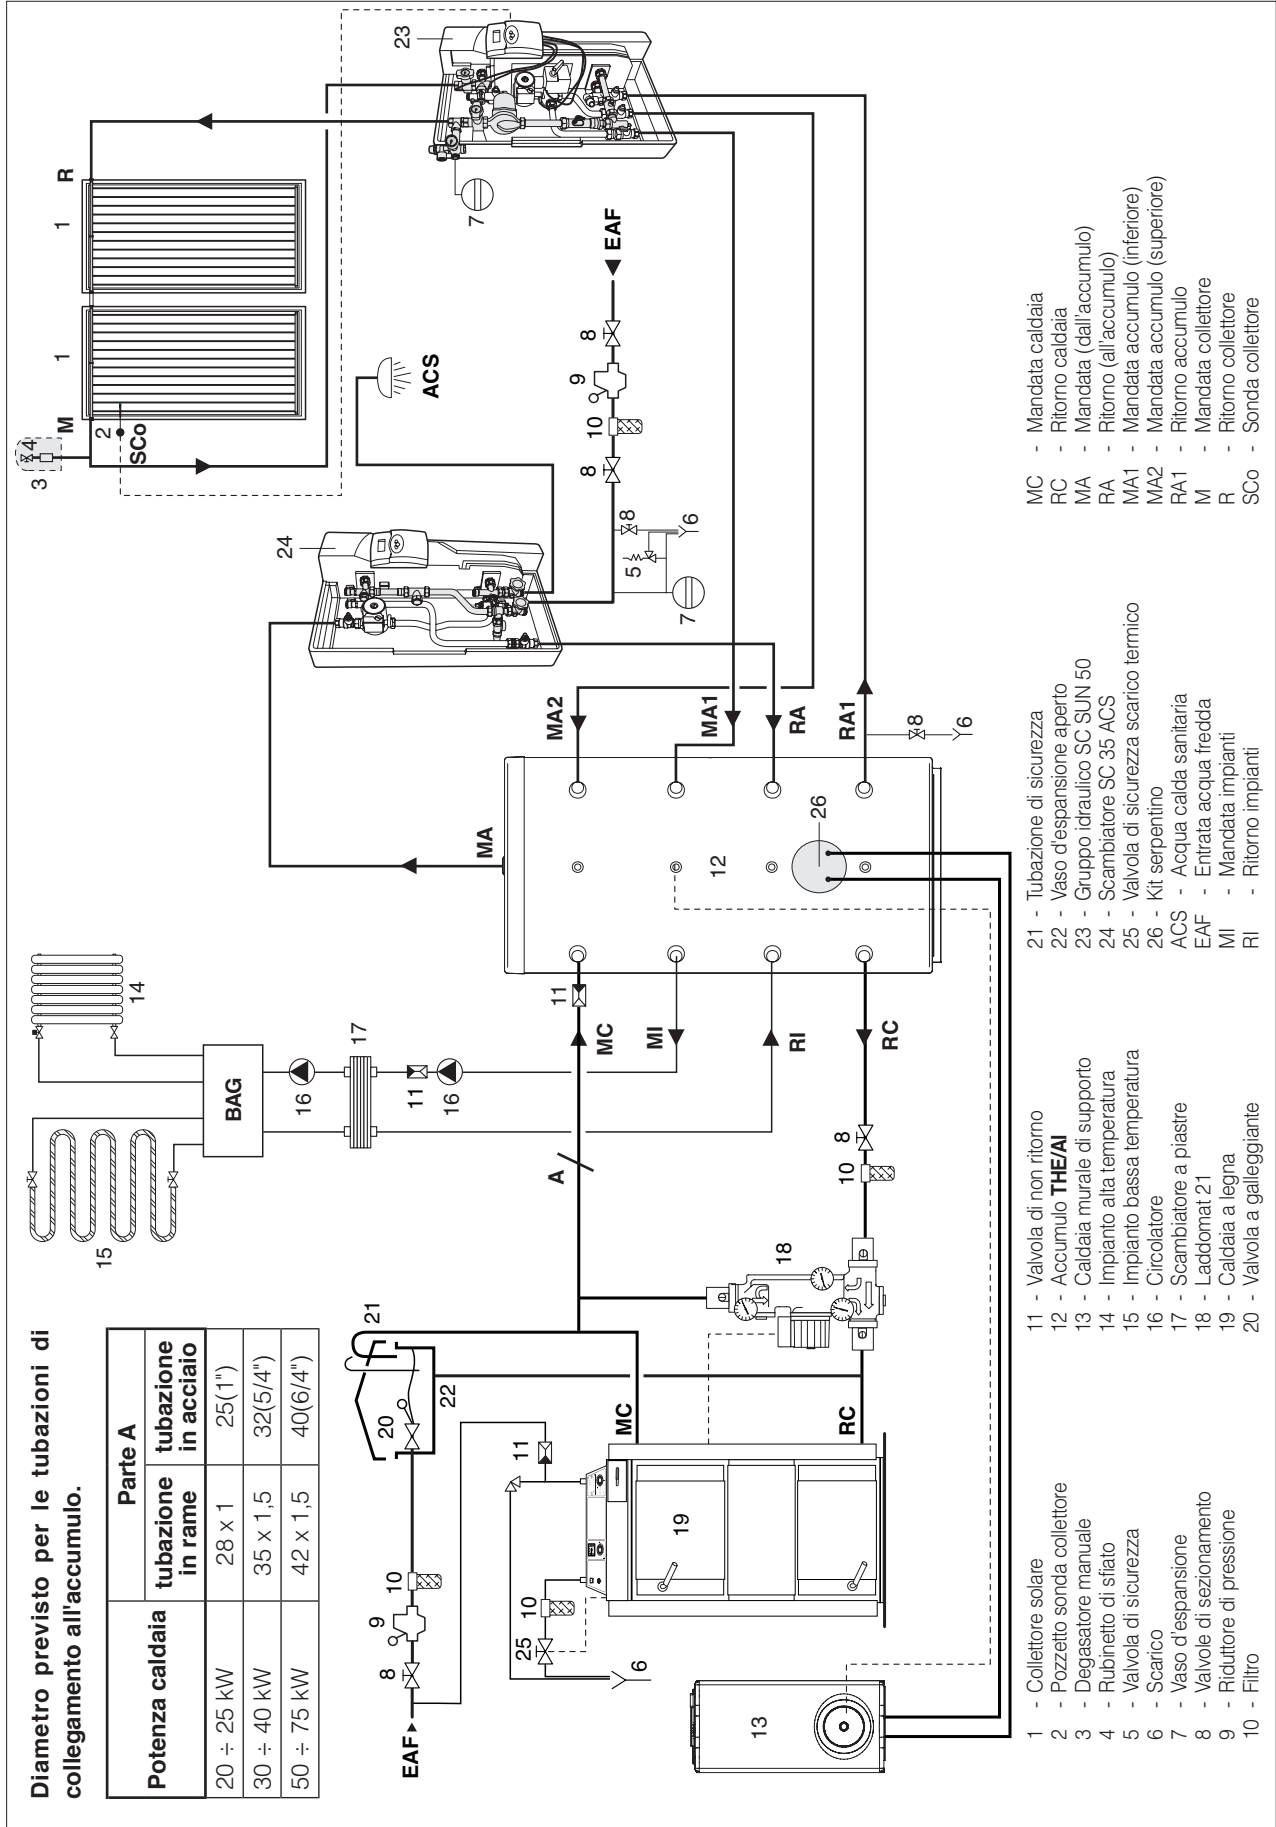 Diametro previsto per le tubazioni di
collegamento all'accumulo.
Potenza caldaia
Parte A
tubazione
in rame
tubazione
in acciaio
20 ÷ 25 kW
28 x 1
25(1")
30 ÷ 40 kW
35 x 1,5
32(5/4")
50 ÷ 75 kW
42 x 1,5
40(6/4")
15
14
BAG
16
17
11
16
3
4
2
SCo
M
1
1
R
23
7
24
ACS
EAF
8
9
10
8
8
5
6
7
21
22
20
EAF
8
9
10
11
25
10
6
MC
RC
19
13
18
A
10
8
11
MC
MI
RI
RC
MA
12
26
MA2
MA1
RA
RA1
8
6
1 - Collettore solare
2 - Pozzetto sonda collettore
3 - Degasatore manuale
4 - Rubinetto di sfiato
5 - Valvola di sicurezza
6 - Scarico
7 - Vaso d'espansione
8 - Valvole di sezionamento
9 - Riduttore di pressione
10 - Filtro
11 - Valvola di non ritorno
12 - Accumulo THE/AI
13 - Caldaia murale di supporto
14 - Impianto alta temperatura
15 - Impianto bassa temperatura
16 - Circolatore
17 - Scambiatore a piastre
18 - Laddomat 21
19 - Caldaia a legna
20 - Valvola a galleggiante
21 - Tubazione di sicurezza
22 - Vaso d'espansione aperto
23 - Gruppo idraulico SC SUN 50
24 - Scambiatore SC 35 ACS
25 - Valvola di sicurezza scarico termico
26 - Kit serpentino
ACS - Acqua calda sanitaria
EAF - Entrata acqua fredda
MI - Mandata impianti
RI - Ritorno impianti
MC - Mandata caldaia
RC - Ricorno caldaia
MA - Mandata (dall'accumulo)
RA - Ritorno (all'accumulo)
MA1 - Mandata accumulo (inferiore)
MA2 - Mandata accumulo (superiore)
RA1 - Ritorno accumulo
M - Mandata collettore
R - Ritorno collettore
SCo - Sonda collettore